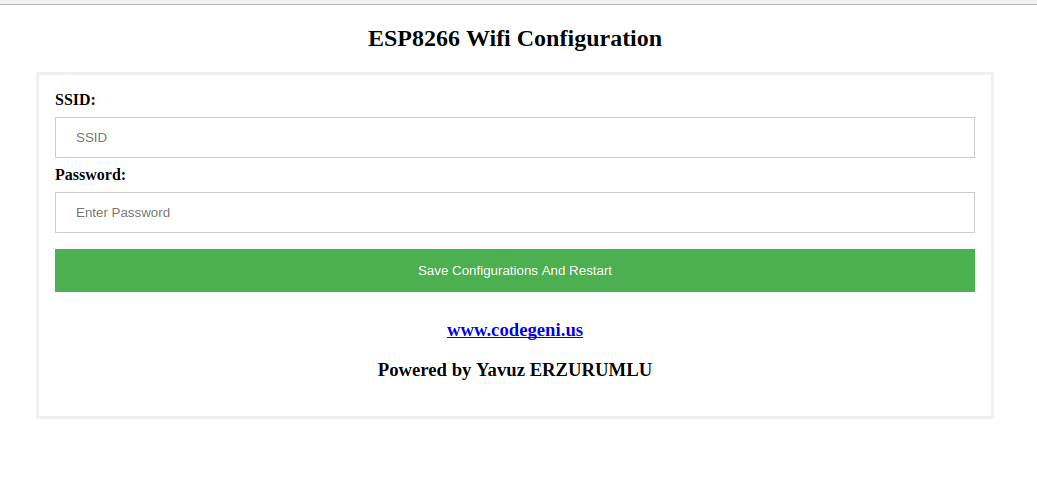 ESP8266 Wifi Configuration
SSID:
SSID
Password:
Enter Password
Save Configurations And Restart
www.codegeni.us
Powered by Yavuz ERZURUMLU